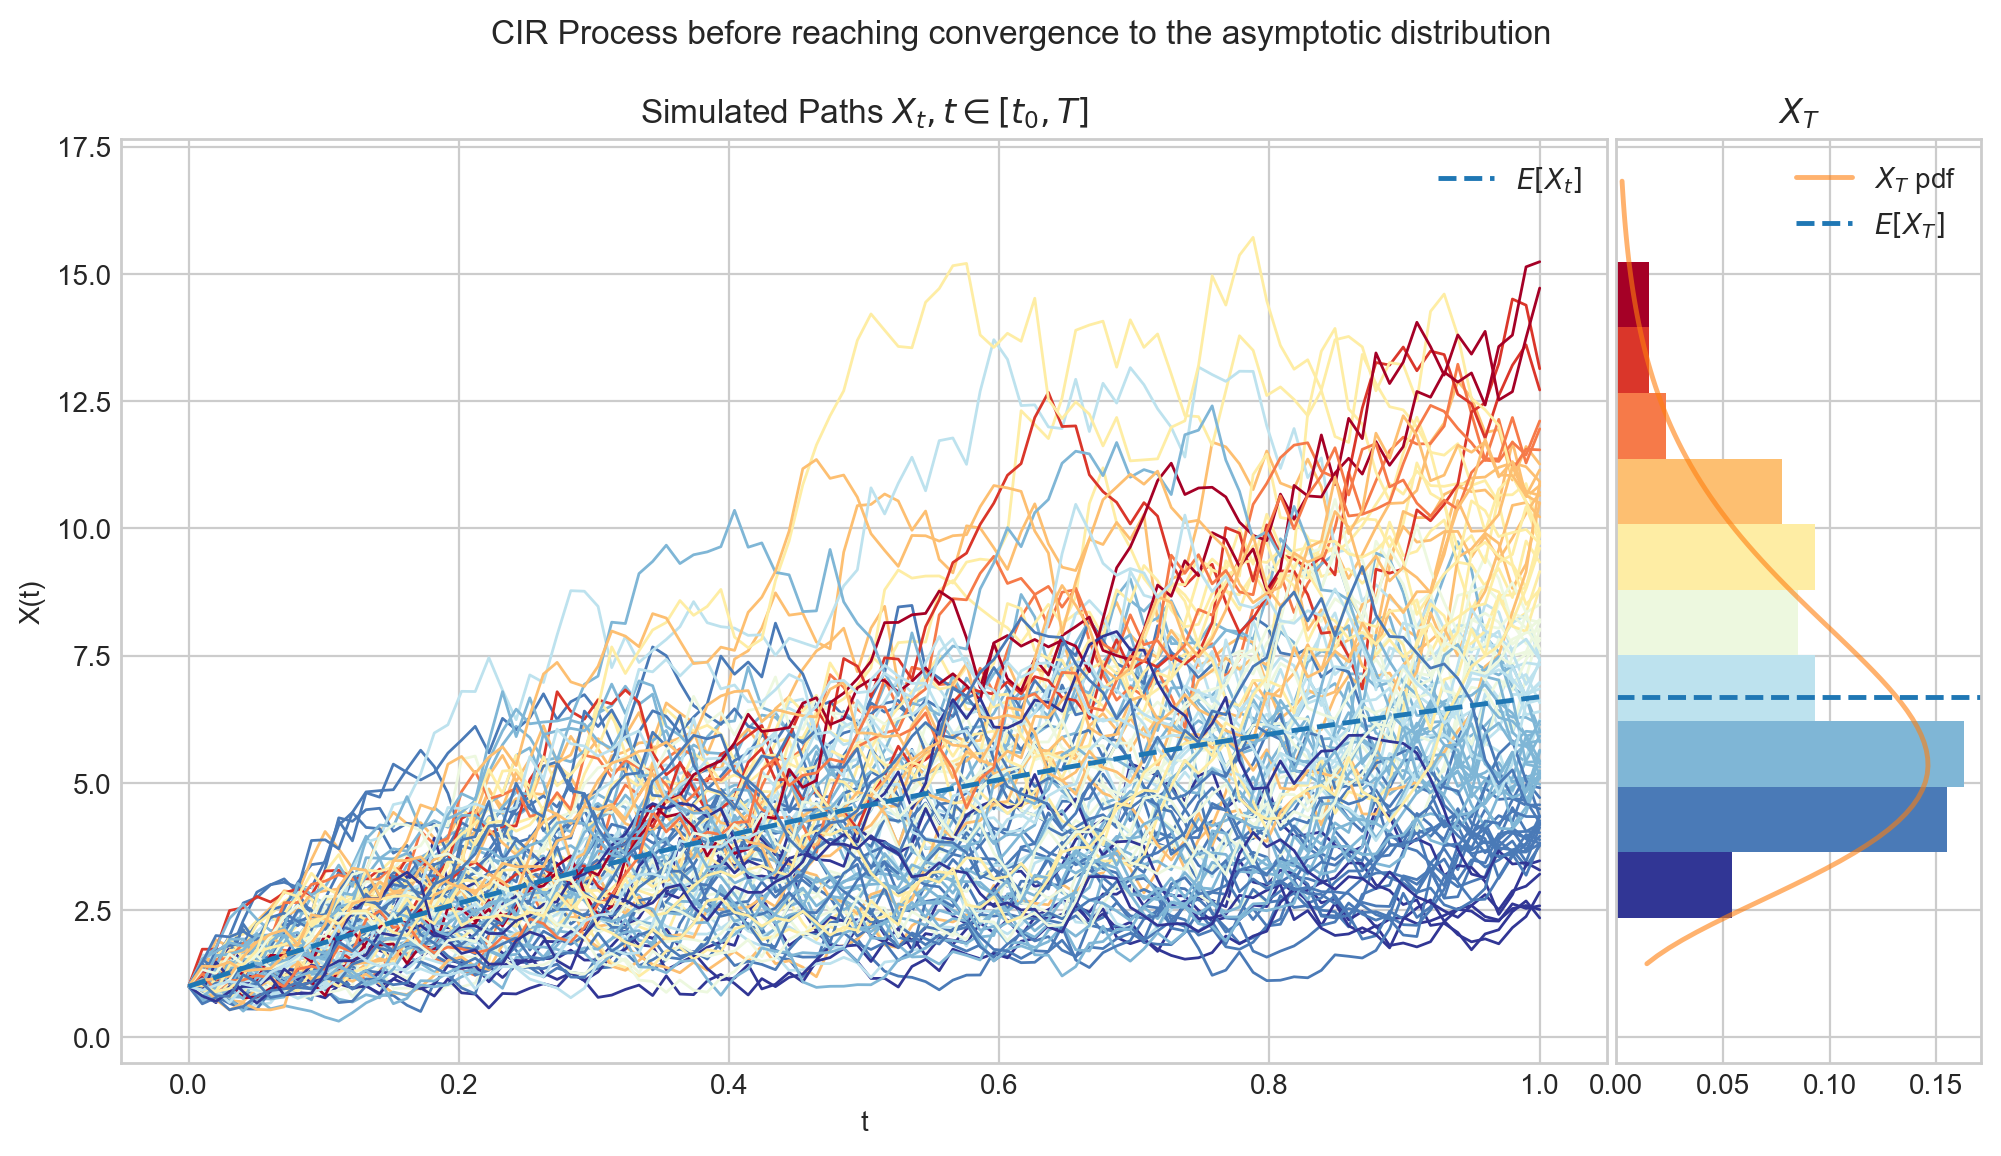 CIR Process before reaching convergence to the asymptotic distribution
Simulated Paths $X_t, t \in [t_0, T]$
$X_T$
17.5
15.0
12.5
10.0
7.5
5.0
2.5
0.0
X(t)
$E[X_t]$
$X_T$ pdf
$E[X_T]$
0.0 0.2 0.4 0.6 0.8 1.0 0.00 0.05 0.10 0.15
t